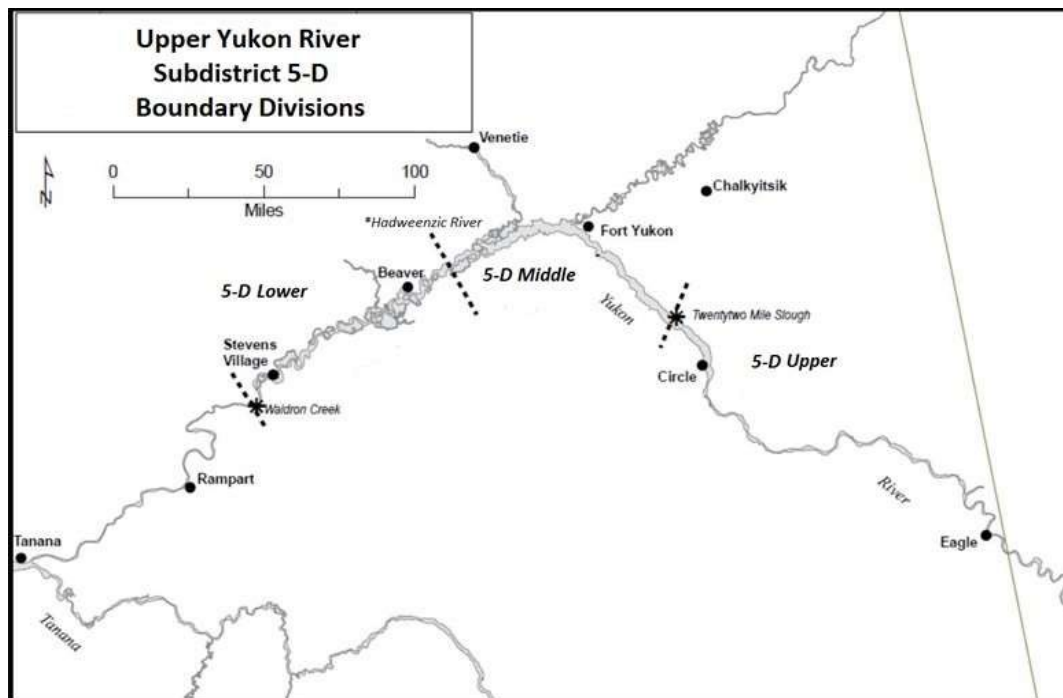 Upper Yukon River
Subdistrict 5-D
Boundary Divisions
Venetie
0 50 100
Miles
N
Chalkyitsik
*Hadweenzic River
Fort Yukon
Beaver
5-D Middle
5-D Lower
Yukon
Twentytwo Mile Slough
Stevens
Village
5-D Upper
Circle
Waldron Creek
Rampart
River
Tanana
Eagle
Tanana